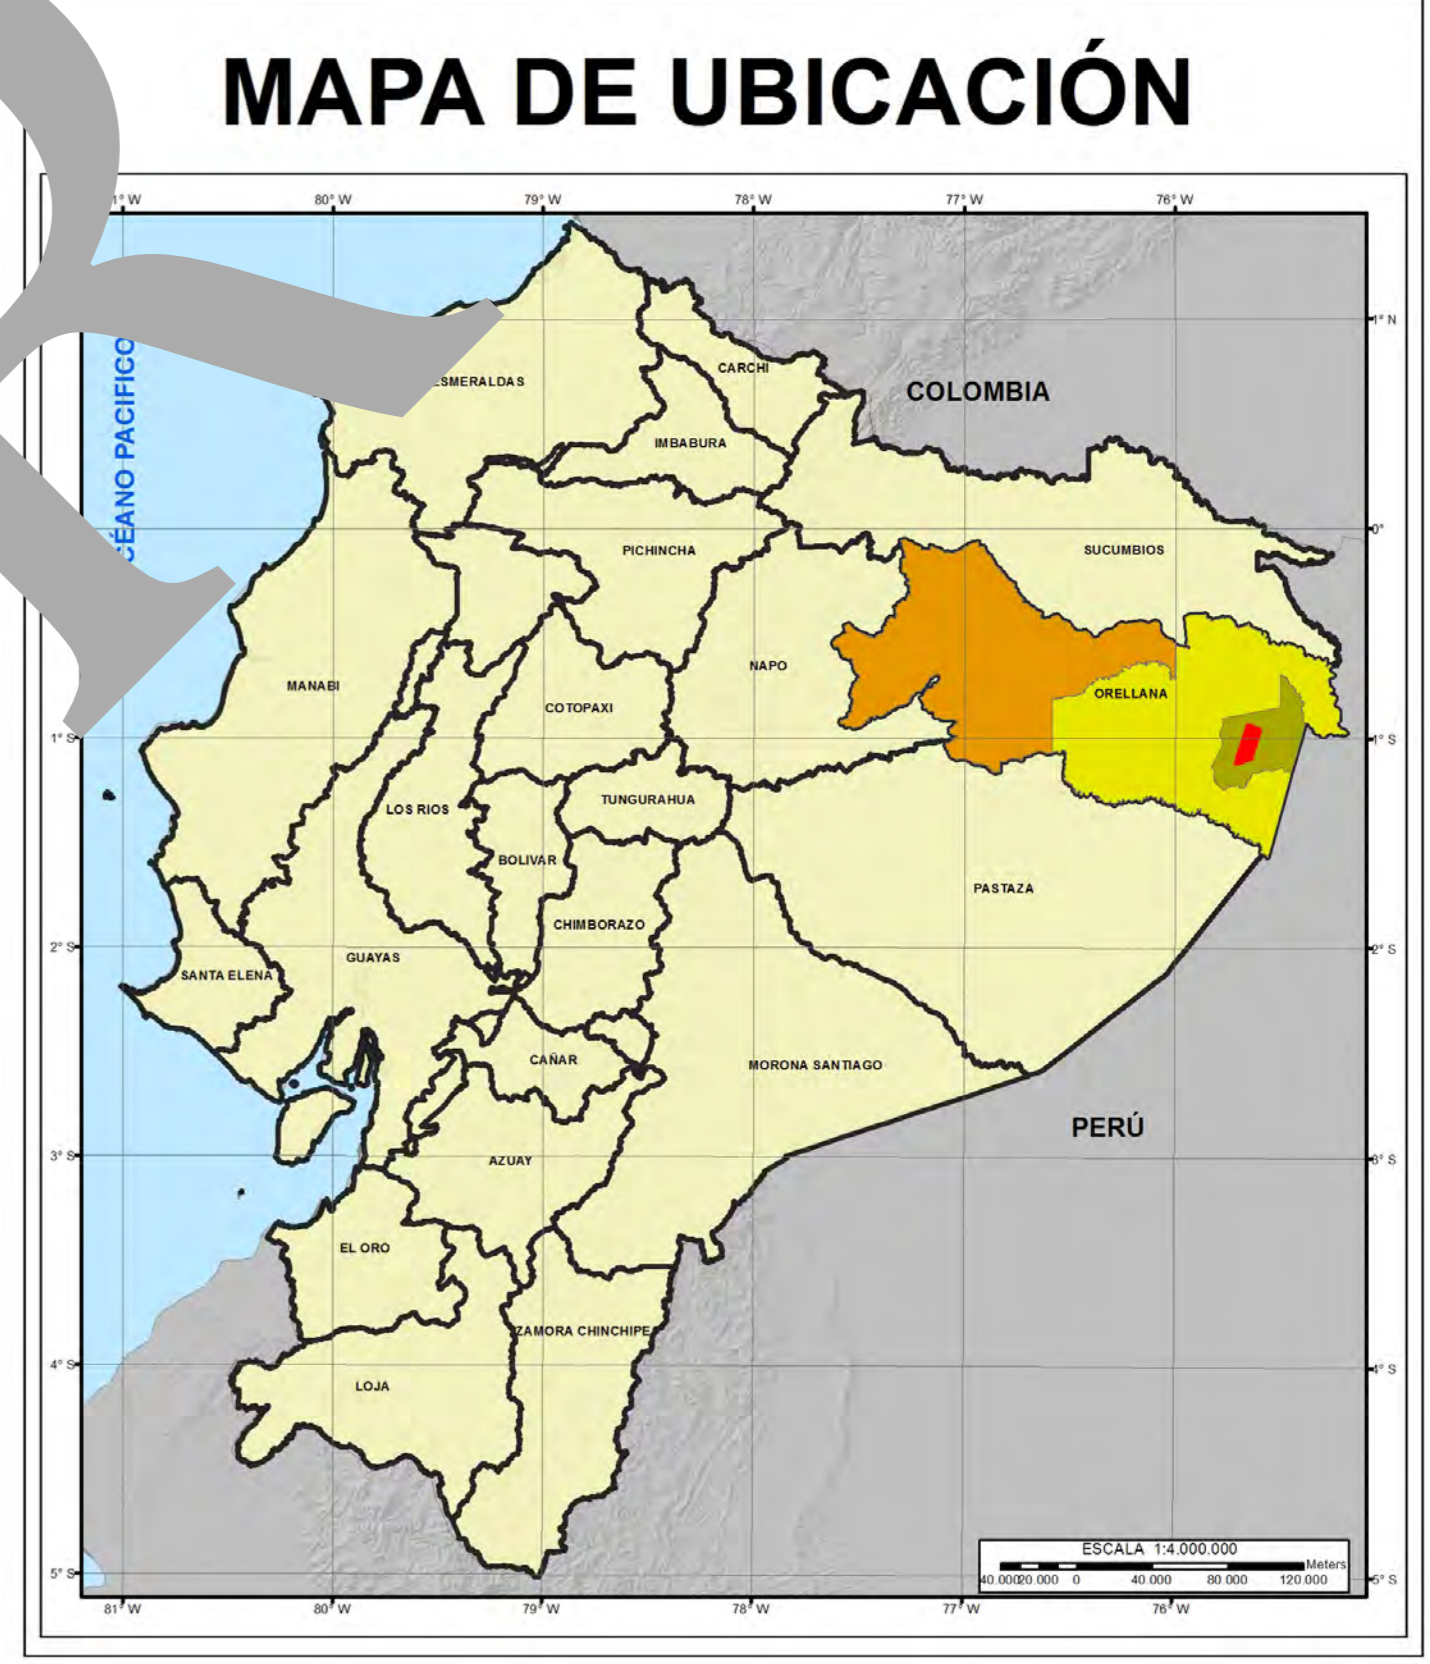 MAPA DE UBICACIÓN
1° W 80° W 79° W 78° W 77° W 76° W
1° N
CARCHI
COLOMBIA
SMERALDAS
IMBABURA
CÉANO PACIFICO
0°
PICHINCHA
SUCUMBIOS
NAPO
MANABI
ORELLANA
COTOPAXI
1° S 1° S
TUNGURAHUA
LOS RIOS
BOLIVAR
PASTAZA
CHIMBORAZO
2° S 2° S
GUAYAS
SANTA ELENA
CAÑAR
MORONA SANTIAGO
PERÚ
3° S 3° S
AZUAY
EL ORO
ZAMORA CHINCHIPE
4° S 4° S
LOJA
ESCALA 1:4.000.000
Meters
40.000 20.000 0 40.000 80.000 120.000
5° S 5° S
81° W 80° W 79° W 78° W 77° W 76° W